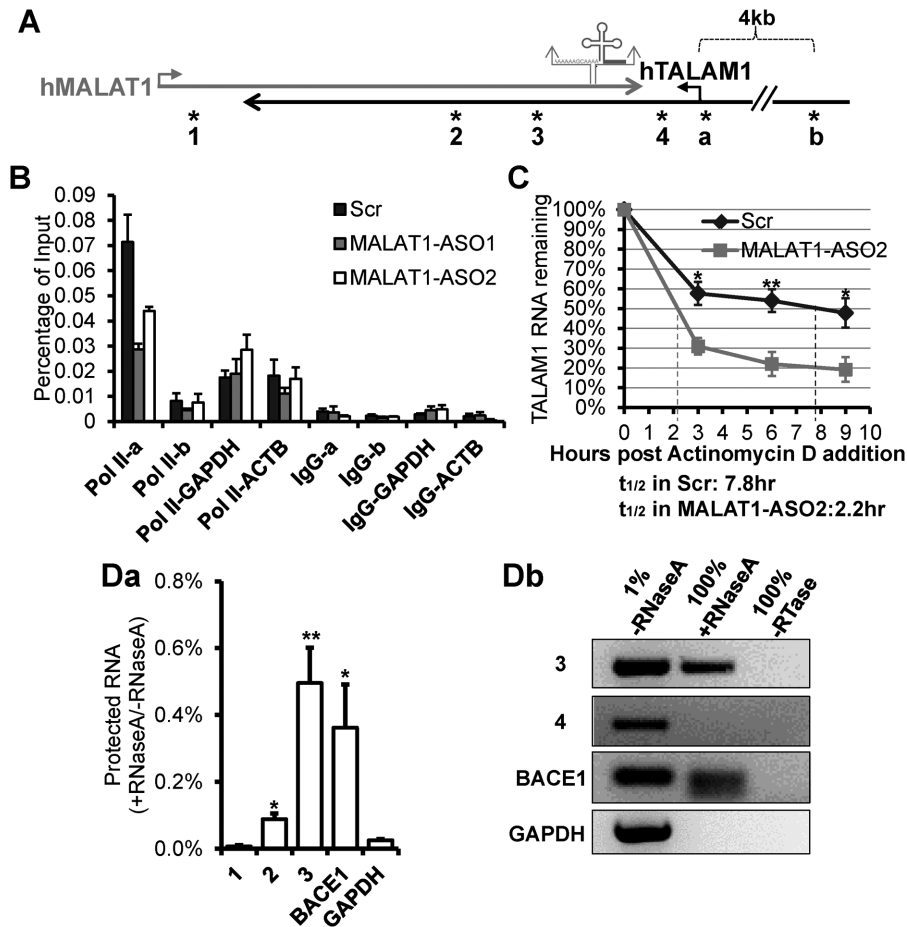 A
4kb
AAAAAGCAAAA
hTALAM1
hMALAT1
* * * * * *
1 2 3 4 a b
B
Percentage of Input
0.09
0.08
0.07
0.06
0.05
0.04
0.03
0.02
0.01
0
Scr
MALAT1-ASO1
MALAT1-ASO2
Pol II-a
Pol II-b
Pol II-GAPDH
Pol II-ACTB
IgG-a
IgG-b
IgG-GAPDH
IgG-ACTB
C
TALAM1 RNA remaining
100%
90%
80%
70%
60%
50%
40%
30%
20%
10%
0%
Scr
MALAT1-ASO2
* ** *
0 1 2 3 4 5 6 7 8 9 10
Hours post Actinomycin D addition
t1/2 in Scr: 7.8hr
t1/2 in MALAT1-ASO2:2.2hr
Da
Protected RNA
(+RNaseA/-RNaseA)
0.8%
0.6%
0.4%
0.2%
0.0%
* ** *
1
2
3
BACE1
GAPDH
Db
1%
-RNaseA
100%
+RNaseA
100%
-RTase
3
4
BACE1
GAPDH